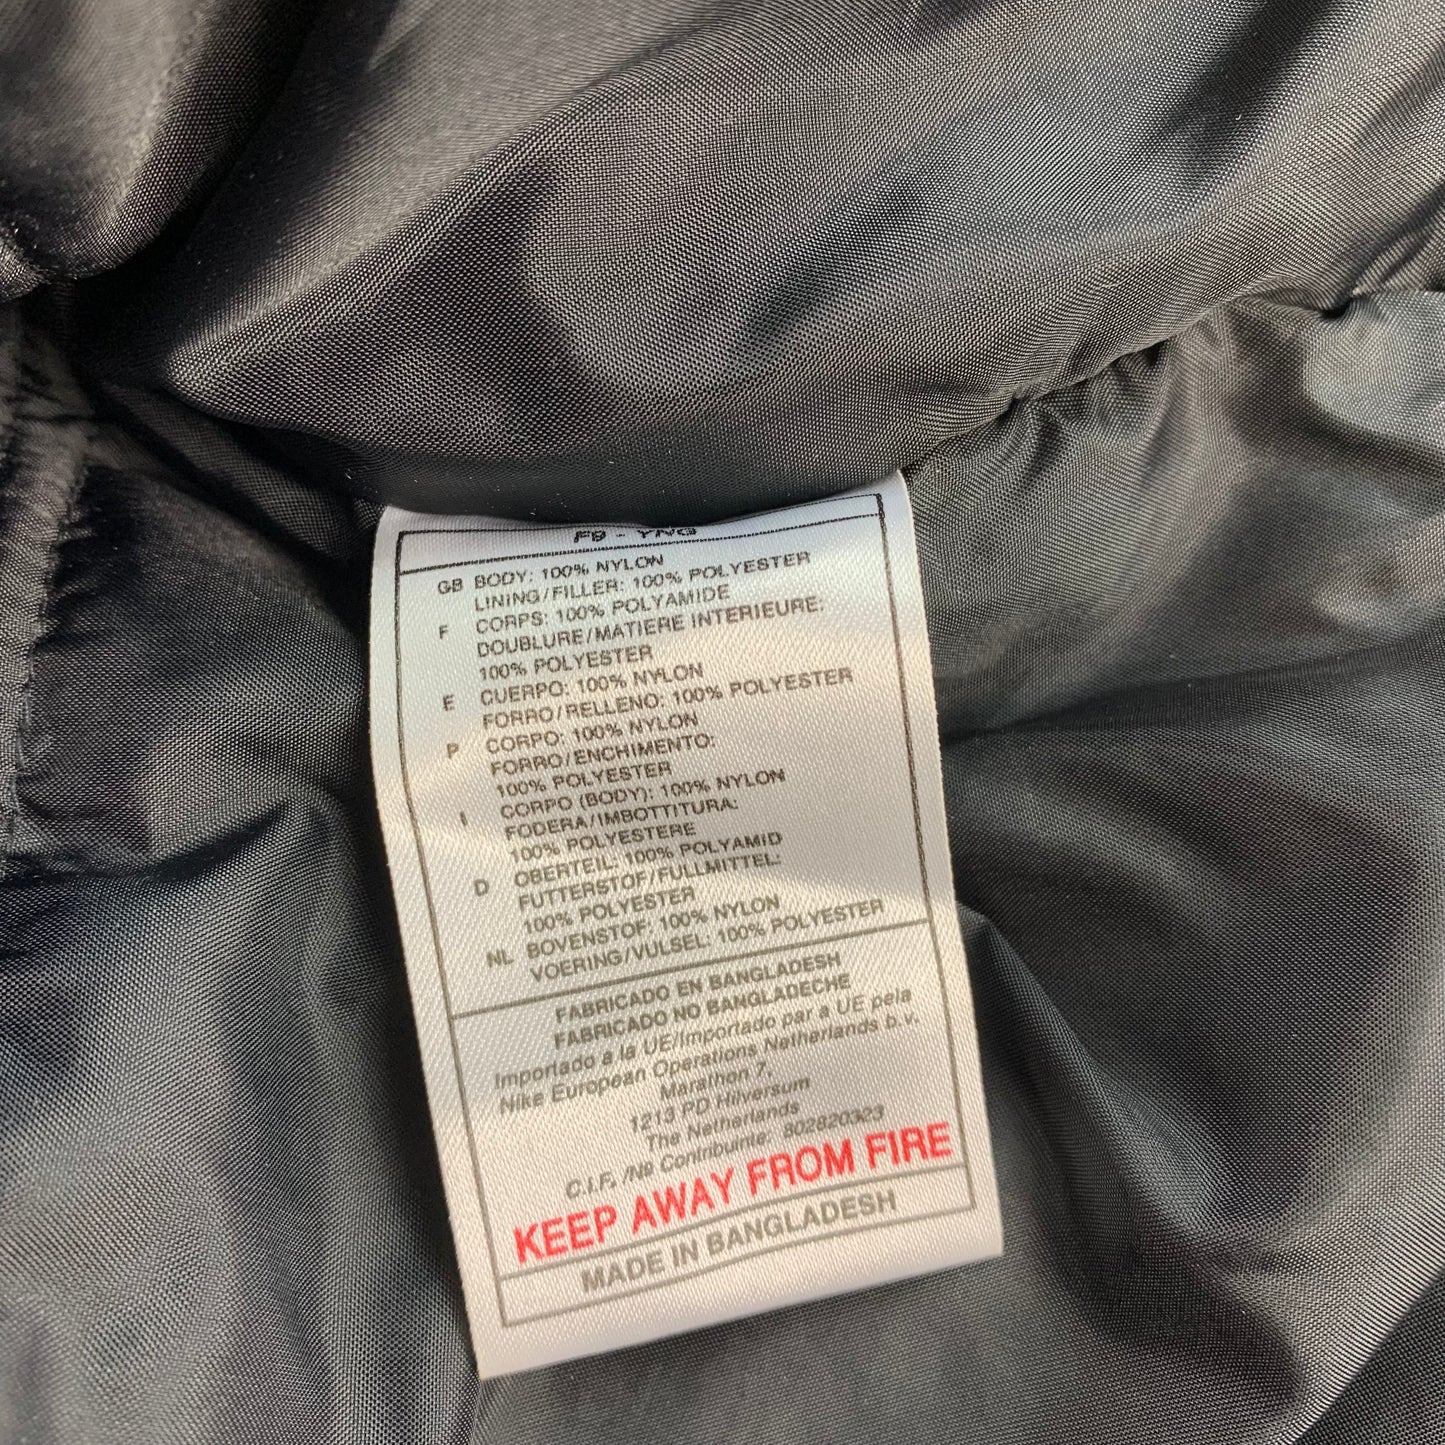 F9 - YNG
GB BODY: 100% NYLON
LINING/FILLER: 100% POLYESTER
F CORPS: 100% POLYAMIDE
DOUBLURE/MATIERE INTERIEURE:
100% POLYESTER
E CUERPO: 100% NYLON
FORRO/RELLENO: 100% POLYESTER
P CORPO: 100% NYLON
FORRO/ENCHIMENTO:
100% POLYESTER
I CORPO (BODY): 100% NYLON
FODERA/IMBOTTITURA:
100% POLYESTERE
D OBERTEIL: 100% POLYAMID
FUTTERSTOF/FULLMITTEL:
100% POLYESTER
NL BOVENSTOF: 100% NYLON
VOERING/VULSEL: 100% POLYESTER
FABRICADO EN BANGLADESH
FABRICADO NO BANGLADECHE
Importado a la UE/Importado par a UE pela
Nike European Operations Netherlands b.v.
Marathon 7,
1213 PD Hilversum
The Netherlands
C.I.F. /Nº Contribuinte: 802820323
KEEP AWAY FROM FIRE
MADE IN BANGLADESH